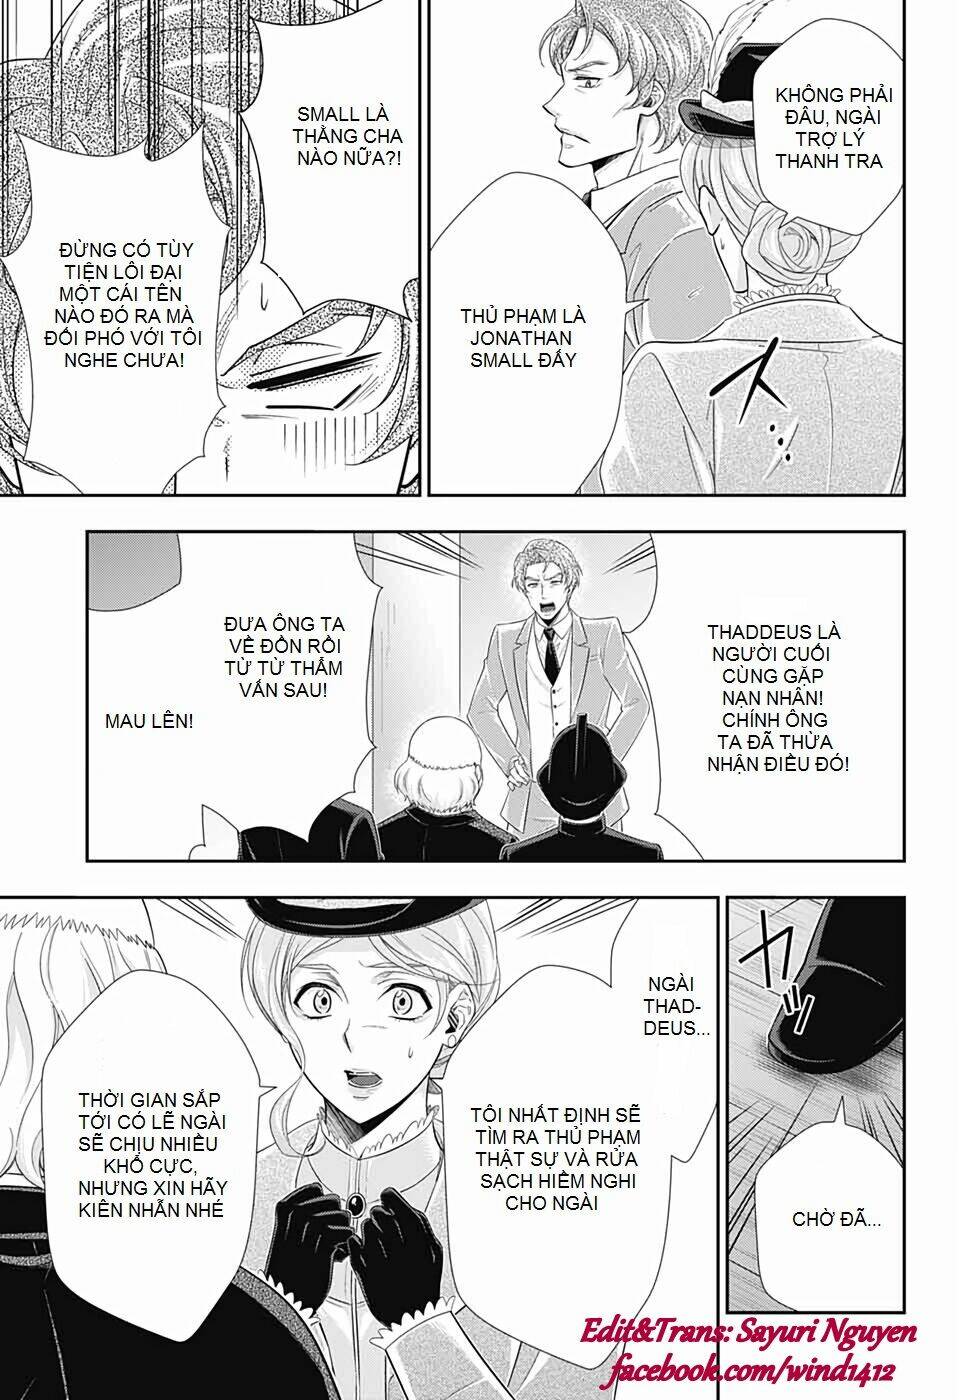 KHÔNG PHẢI
ĐÂU, NGÀI
TRỢ LÝ
THANH TRA
THỦ PHẠM LÀ
JONATHAN
SMALL ĐẤY
SMALL LÀ
THẰNG CHA
NÀO NỮA?!
ĐỪNG CÓ TÙY
TIỆN LÔI ĐẠI
MỘT CÁI TÊN
NÀO ĐÓ RA MÀ
ĐỐI PHÓ VỚI TÔI
NGHE CHƯA!
THADDEUS LÀ
NGƯỜI CUỐI
CÙNG GẶP
NẠN NHÂN!
CHÍNH ÔNG
TA ĐÃ THỪA
NHẬN ĐIỀU ĐÓ!
ĐƯA ÔNG TA
VỀ ĐỒN RỒI
TỪ TỪ THẨM
VẤN SAU!
MAU LÊN!
CHỜ ĐÃ...
NGÀI
THAD-
DEUS...
TÔI NHẤT ĐỊNH SẼ
TÌM RA THỦ PHẠM
THẬT SỰ VÀ RỬA
SẠCH HIỀM NGHI
CHO NGÀI
THỜI GIAN SẮP
TỚI CÓ LẼ NGÀI
SẼ CHỊU NHIỀU
KHỔ CỰC,
NHƯNG XIN HÃY
KIÊN NHẪN NHÉ
Edit&Trans: Sayuri Nguyen
facebook.com/wind1412